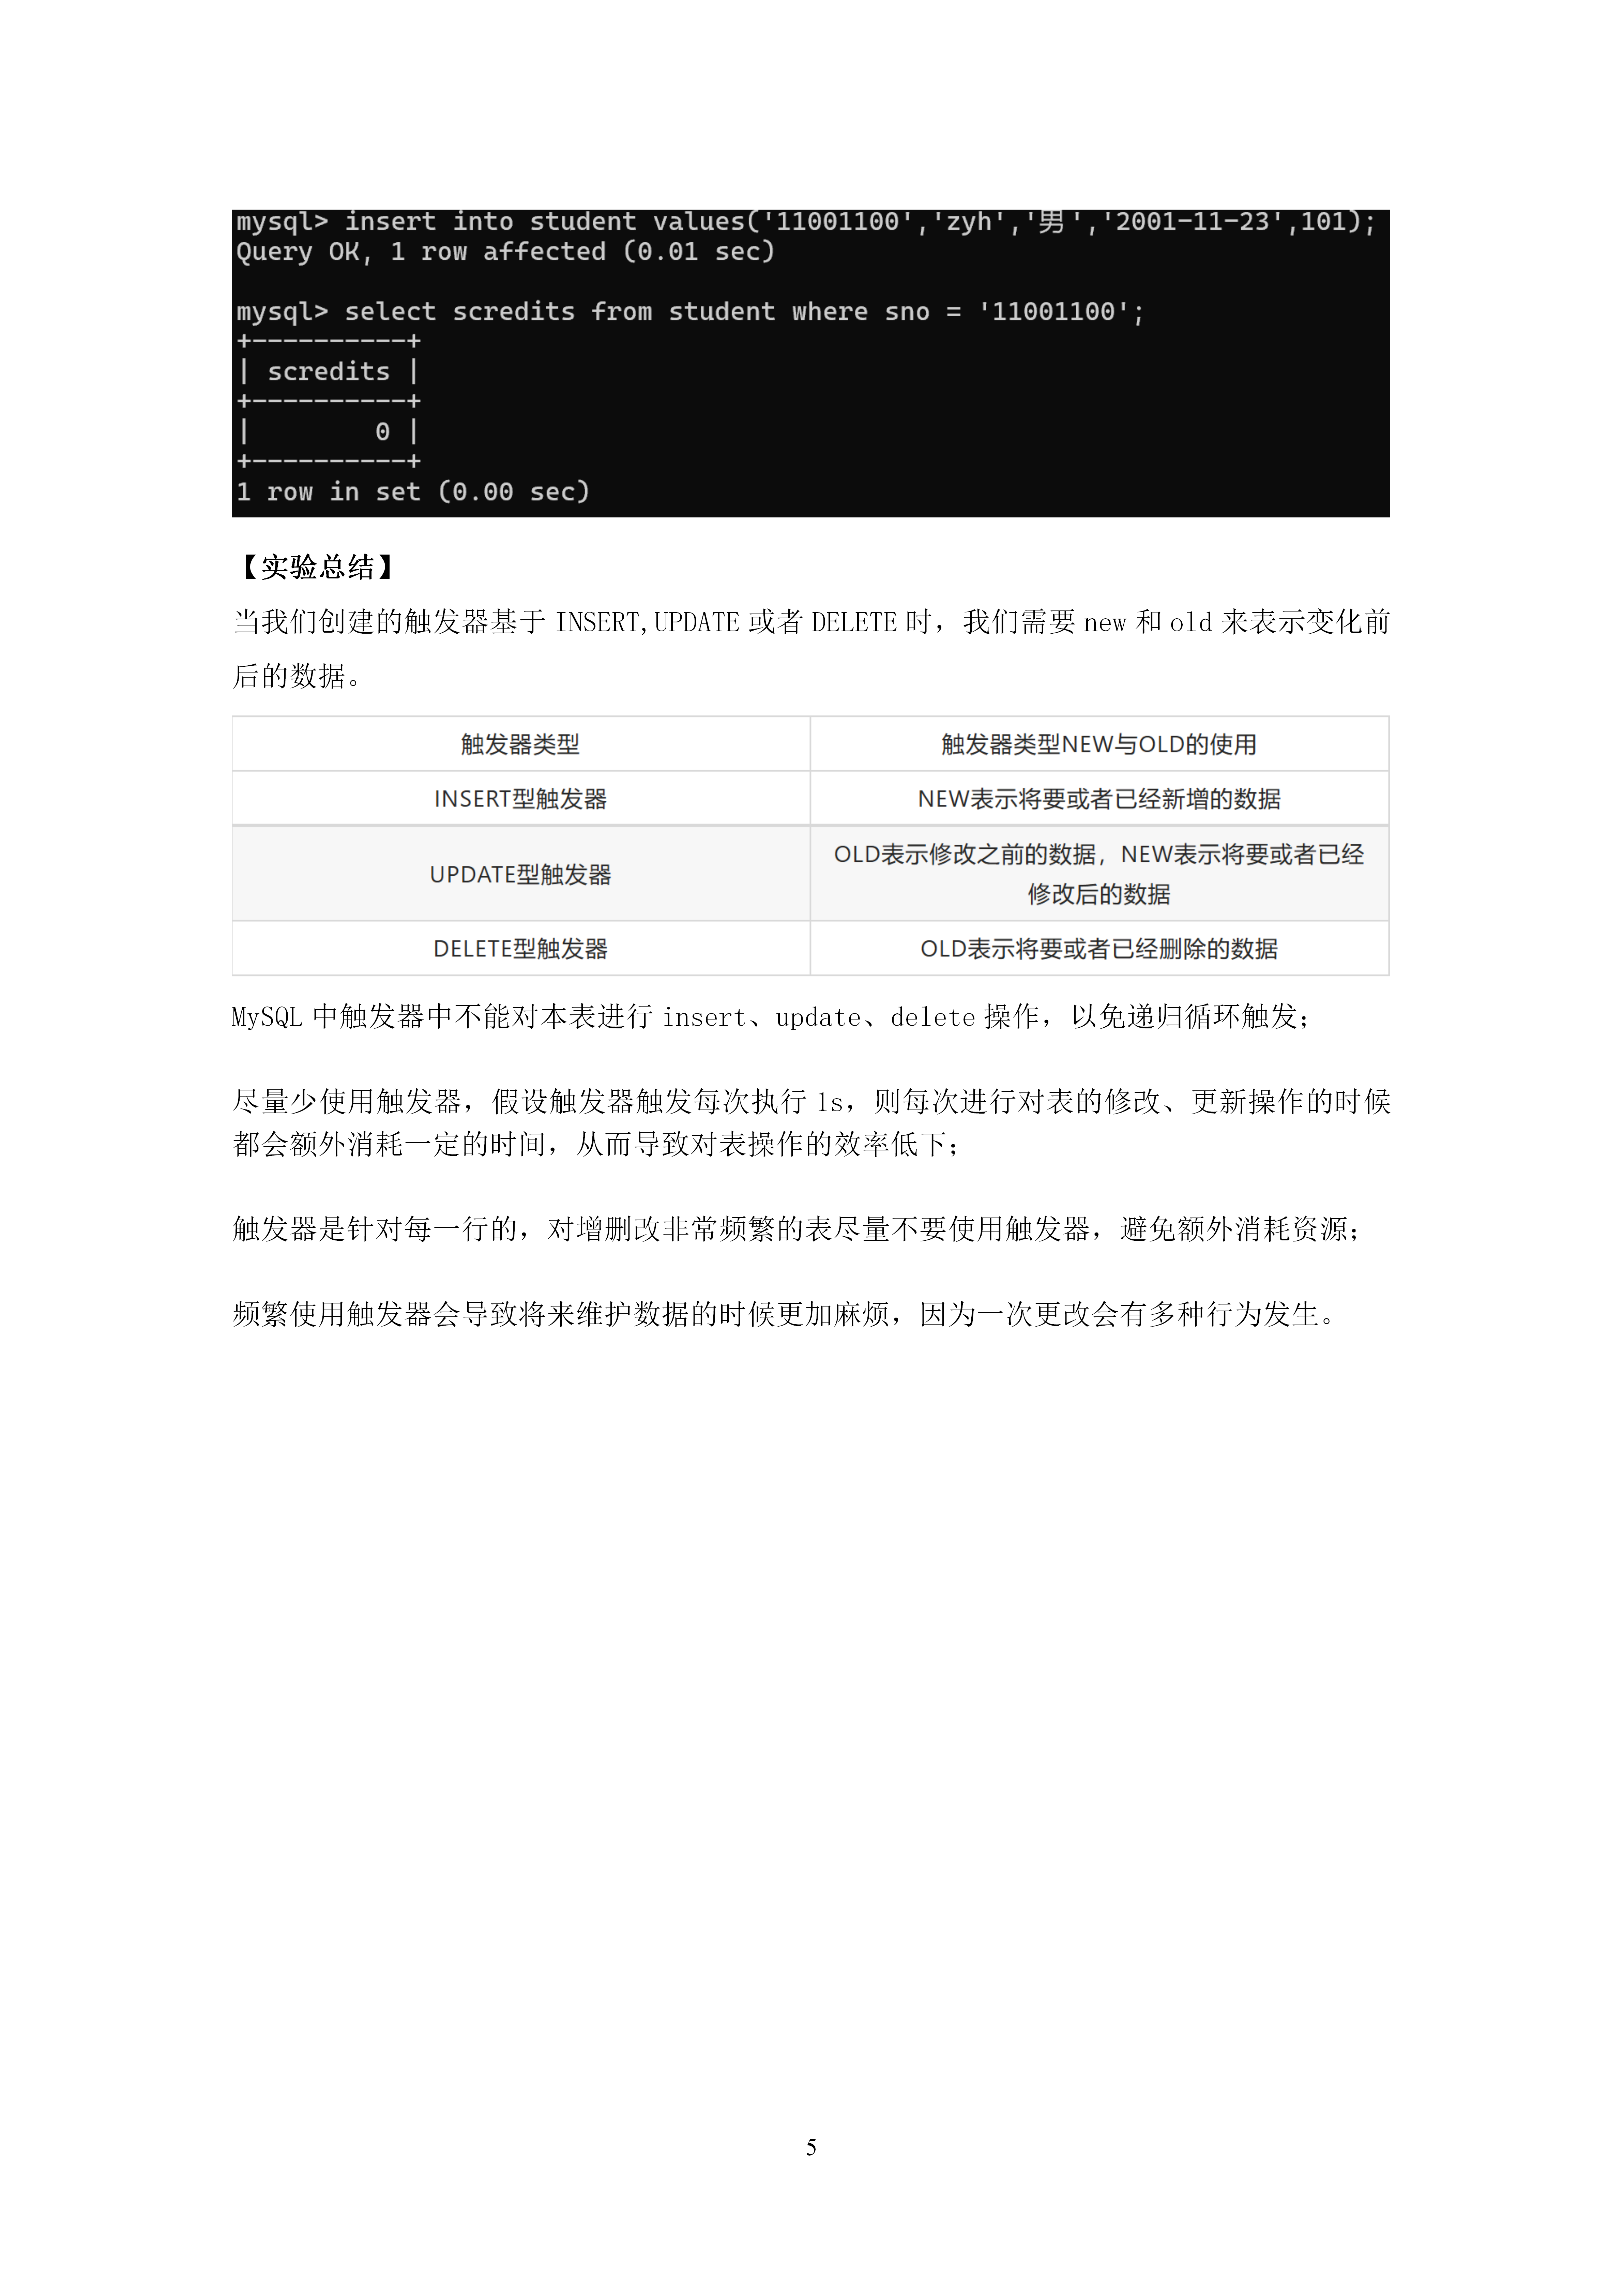 mysql> insert into student values('11001100','zyh','男','2001-11-23',101);
Query OK, 1 row affected (0.01 sec)
mysql> select scredits from student where sno = '11001100';
+----------+
| scredits |
+----------+
|        0 |
+----------+
1 row in set (0.00 sec)
【实验总结】
当我们创建的触发器基于 INSERT,UPDATE 或者 DELETE 时，我们需要 new 和 old 来表示变化前
后的数据。
触发器类型 触发器类型NEW与OLD的使用
INSERT型触发器 NEW表示将要或者已经新增的数据
UPDATE型触发器 OLD表示修改之前的数据，NEW表示将要或者已经
修改后的数据
DELETE型触发器 OLD表示将要或者已经删除的数据
MySQL 中触发器中不能对本表进行 insert、update、delete 操作，以免递归循环触发；
尽量少使用触发器，假设触发器触发每次执行 1s，则每次进行对表的修改、更新操作的时候
都会额外消耗一定的时间，从而导致对表操作的效率低下；
触发器是针对每一行的，对增删改非常频繁的表尽量不要使用触发器，避免额外消耗资源；
频繁使用触发器会导致将来维护数据的时候更加麻烦，因为一次更改会有多种行为发生。
5